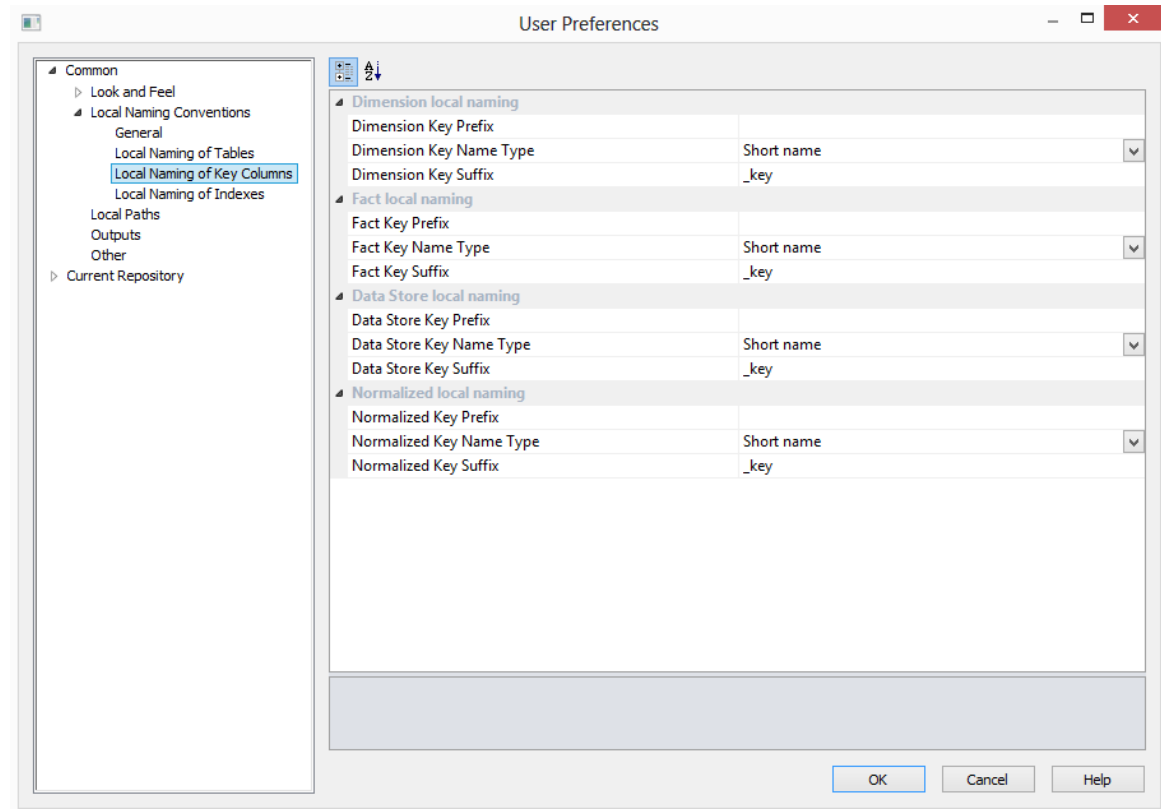 User Preferences
Common
Look and Feel
Local Naming Conventions
General
Local Naming of Tables
Local Naming of Key Columns
Local Naming of Indexes
Local Paths
Outputs
Other
Current Repository
A Z
Dimension local naming
Dimension Key Prefix
Dimension Key Name Type Short name
Dimension Key Suffix _key
Fact local naming
Fact Key Prefix
Fact Key Name Type Short name
Fact Key Suffix _key
Data Store local naming
Data Store Key Prefix
Data Store Key Name Type Short name
Data Store Key Suffix _key
Normalized local naming
Normalized Key Prefix
Normalized Key Name Type Short name
Normalized Key Suffix _key
OK Cancel Help